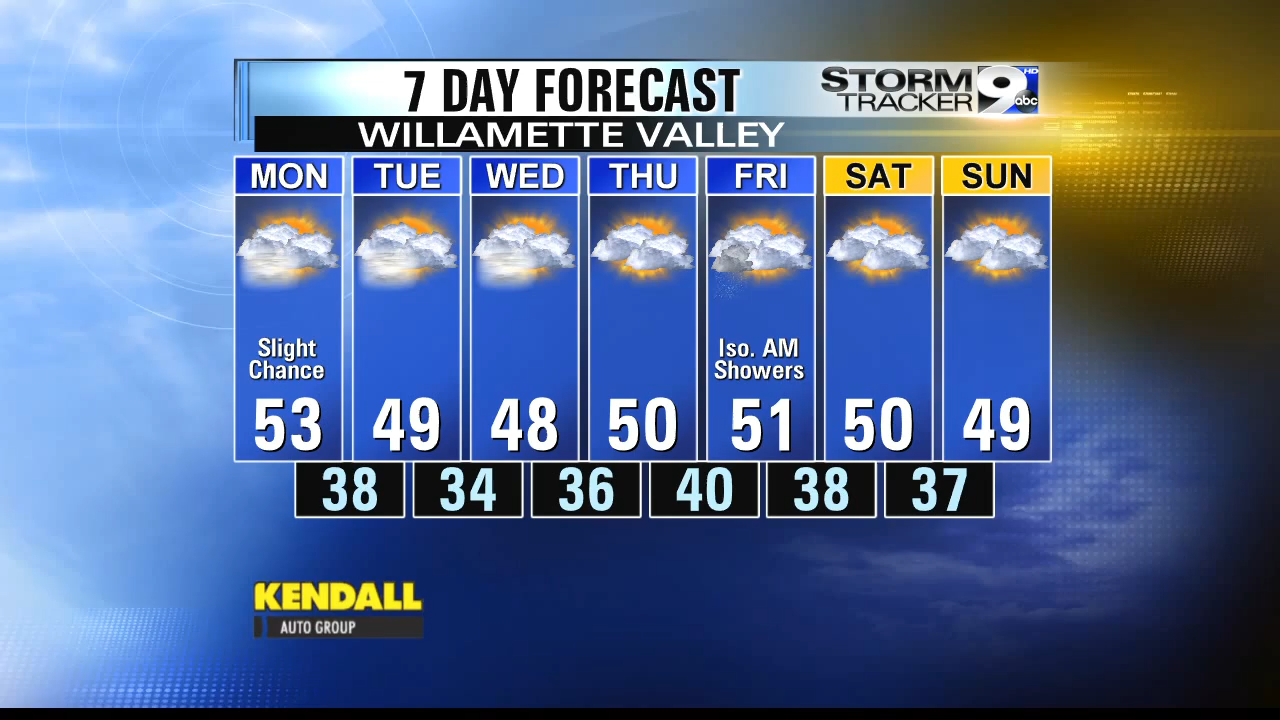 7 DAY FORECAST
WILLAMETTE VALLEY
STORM
TRACKER
9
HD
abc
MON TUE WED THU FRI SAT SUN
Slight
Chance
Iso. AM
Showers
53 49 48 50 51 50 49
38 34 36 40 38 37
KENDALL
AUTO GROUP